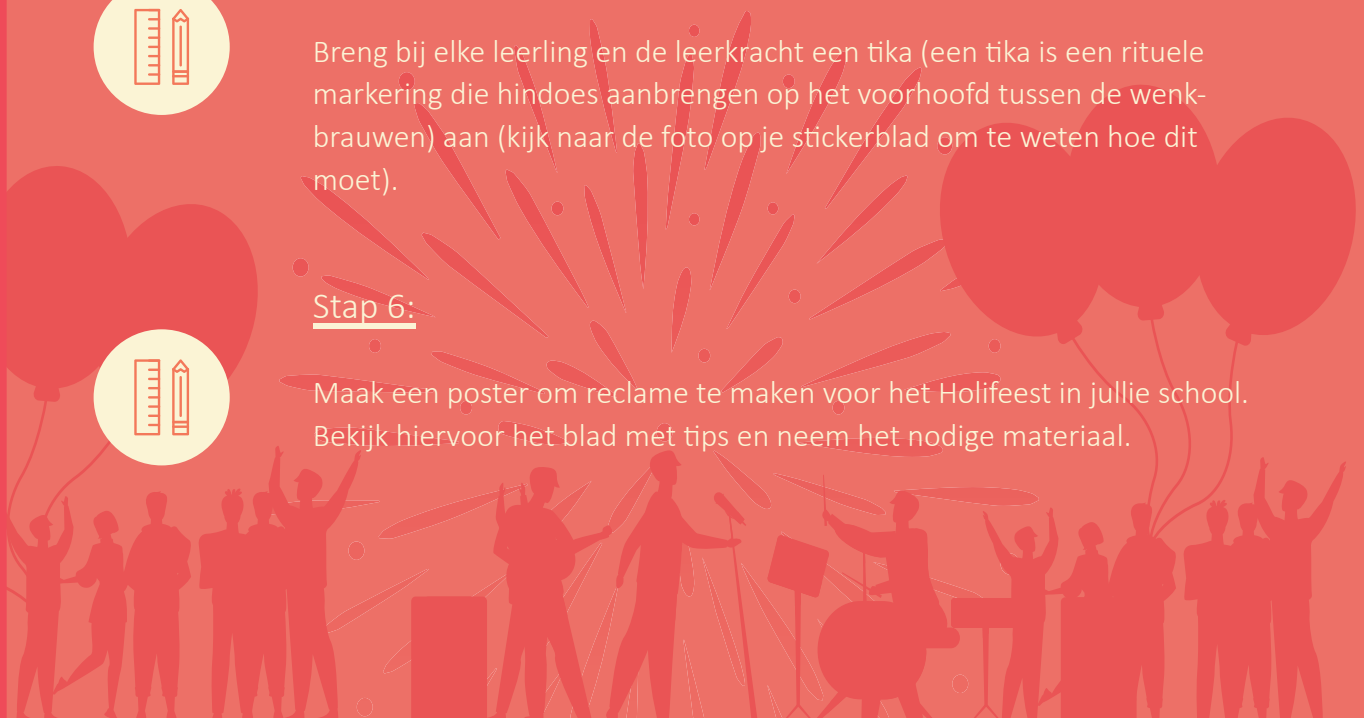 Breng bij elke leerling en de leerkracht een tika (een tika is een rituele
markering die hindoes aanbrengen op het voorhoofd tussen de wenk-
brauwen) aan (kijk naar de foto op je stickerblad om te weten hoe dit
moet).
Stap 6:
Maak een poster om reclame te maken voor het Holifeest in jullie school.
Bekijk hiervoor het blad met tips en neem het nodige materiaal.